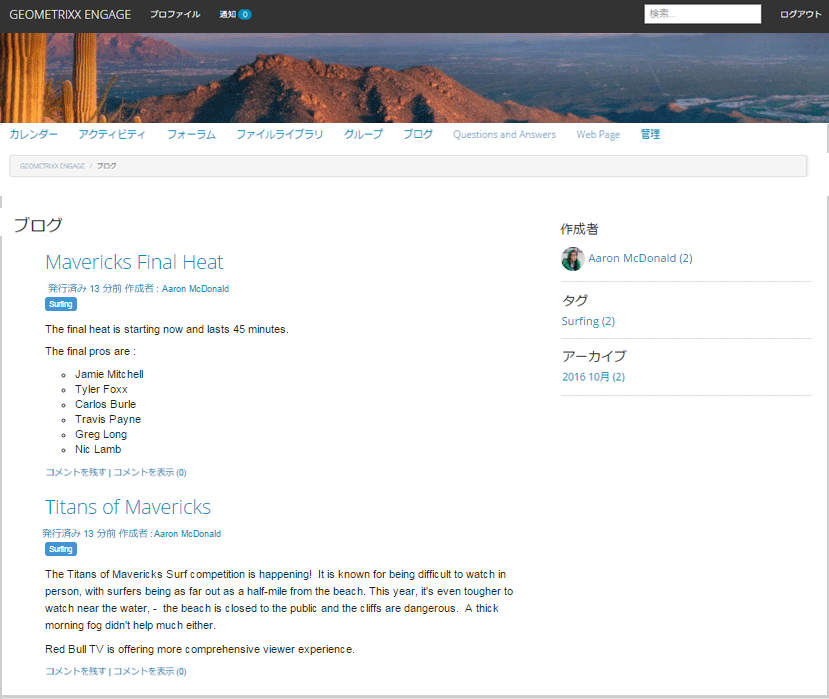 GEOMETRIXX ENGAGE プロファイル 通知 0 検索... ログアウト
カレンダー アクティビティ フォーラム ファイルライブラリ グループ ブログ Questions and Answers Web Page 管理
GEOMETRIXX ENGAGE / ブログ
ブログ
Mavericks Final Heat
発行済み 13 分前 作成者 : Aaron McDonald
Surfing
The final heat is starting now and lasts 45 minutes.
The final pros are :
Jamie Mitchell
Tyler Foxx
Carlos Burle
Travis Payne
Greg Long
Nic Lamb
コメントを残す | コメントを表示 (0)
Titans of Mavericks
発行済み 13 分前 作成者 : Aaron McDonald
Surfing
The Titans of Mavericks Surf competition is happening!  It is known for being difficult to watch in
person, with surfers being as far out as a half-mile from the beach. This year, it's even tougher to
watch near the water, -  the beach is closed to the public and the cliffs are dangerous.  A thick
morning fog didn't help much either.
Red Bull TV is offering more comprehensive viewer experience.
コメントを残す | コメントを表示 (0)
作成者
Aaron McDonald (2)
タグ
Surfing (2)
アーカイブ
2016 10月 (2)